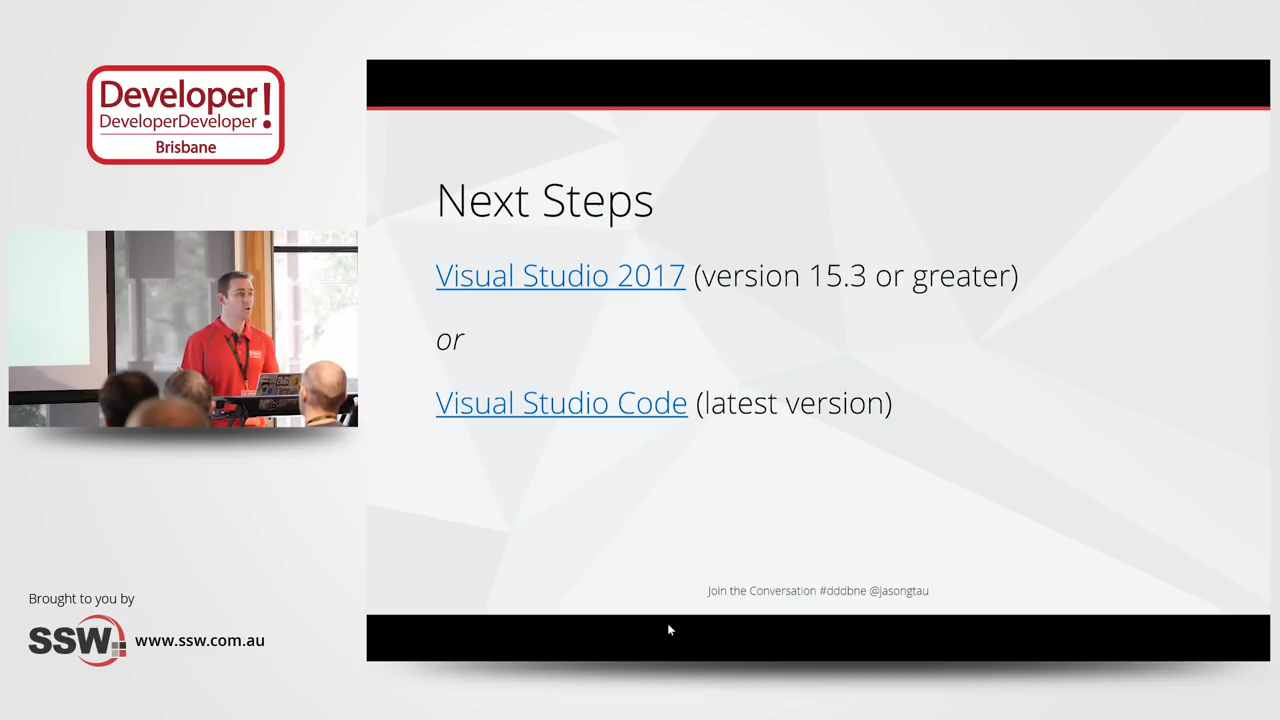 Developer!
DeveloperDeveloper
Brisbane
Next Steps
Visual Studio 2017 (version 15.3 or greater)
or
Visual Studio Code (latest version)
Join the Conversation #dddbne @jasongtau
Brought to you by
SSW www.ssw.com.au